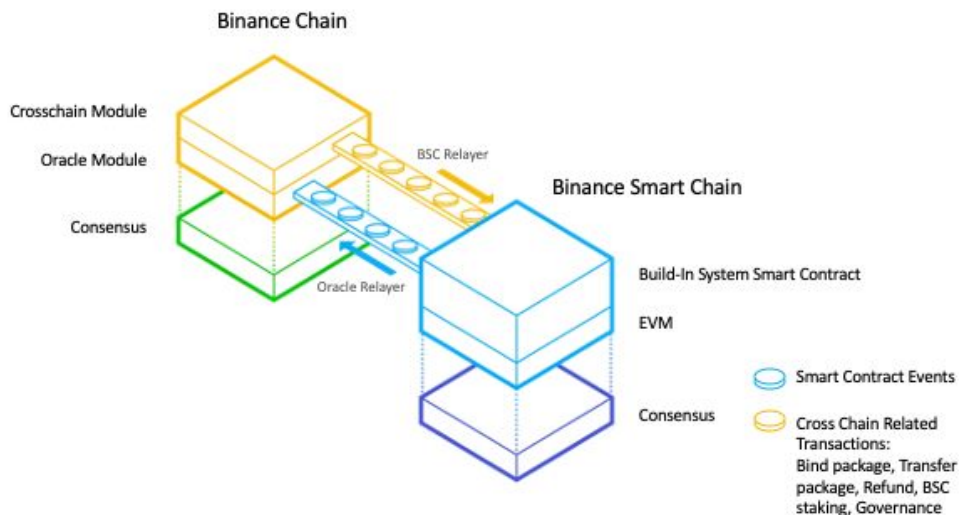 Binance Chain
Crosschain Module
Oracle Module
BSC Relayer
Binance Smart Chain
Consensus
Oracle Relayer
Build-In System Smart Contract
EVM
Smart Contract Events
Consensus
Cross Chain Related
Transactions:
Bind package, Transfer
package, Refund, BSC
staking, Governance